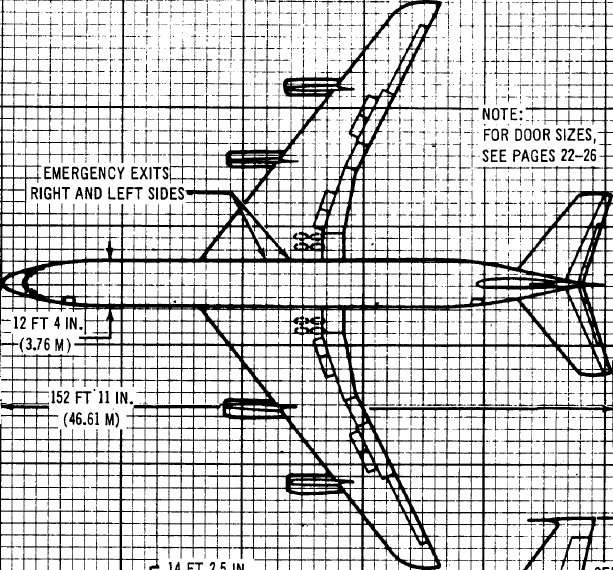 NOTE:
FOR DOOR SIZES,
SEE PAGES 22-26
EMERGENCY EXITS
RIGHT AND LEFT SIDES
12 FT 4 IN.
(3.76 M)
152 FT 11 IN.
(46.61 M)
14 FT 2.5 IN.